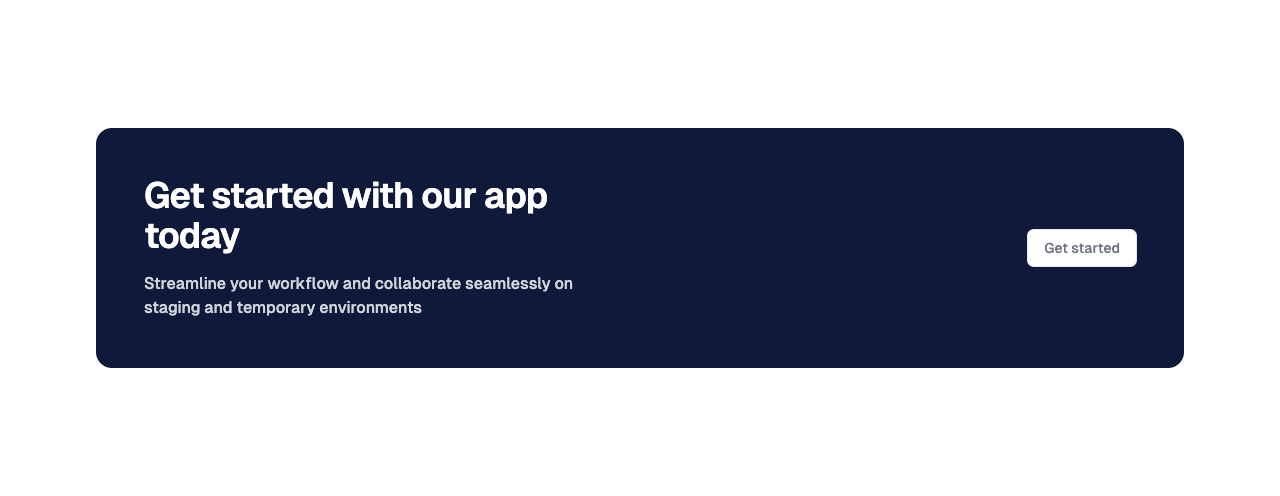 Get started with our app
today
Streamline your workflow and collaborate seamlessly on
staging and temporary environments
Get started